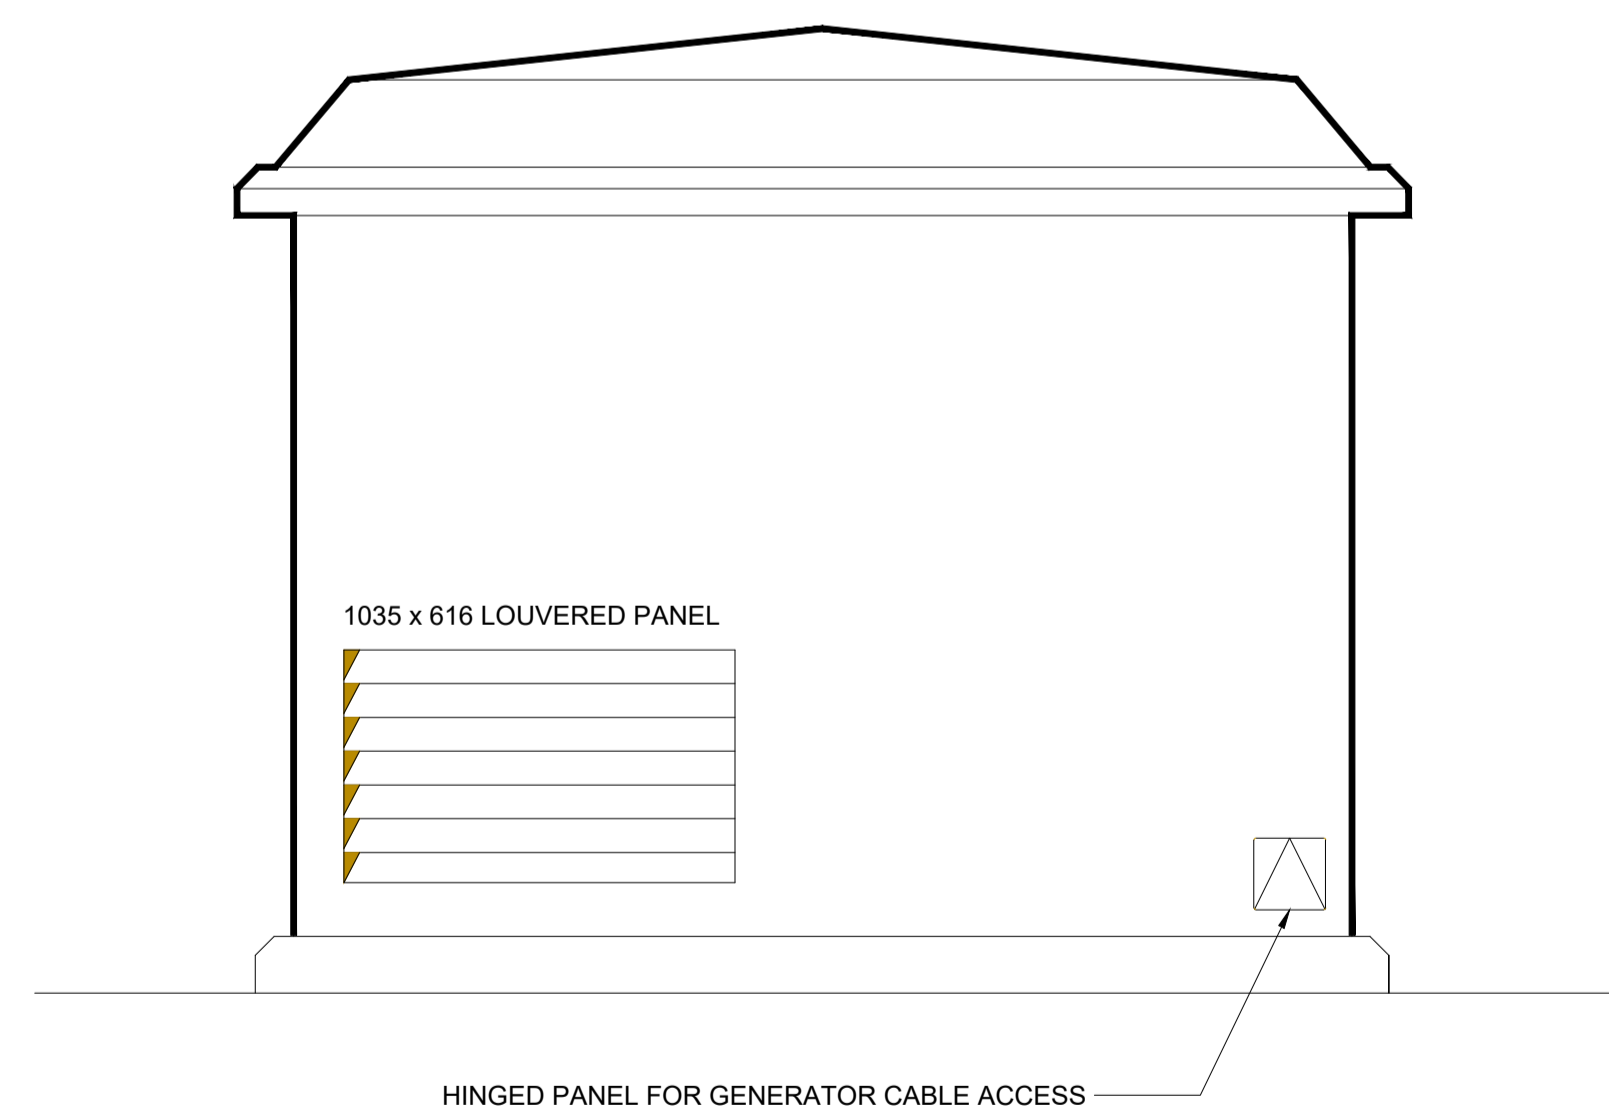 1035 x 616 LOUVERED PANEL
HINGED PANEL FOR GENERATOR CABLE ACCESS